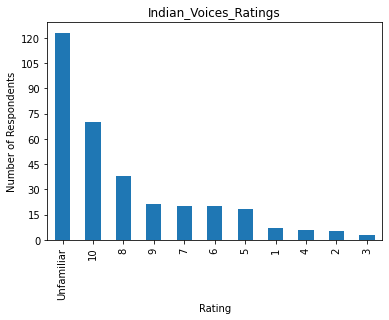 Indian_Voices_Ratings
Number of Respondents
120
105
90
75
60
45
30
15
0
Unfamiliar 10 8 9 7 6 5 1 4 2 3
Rating